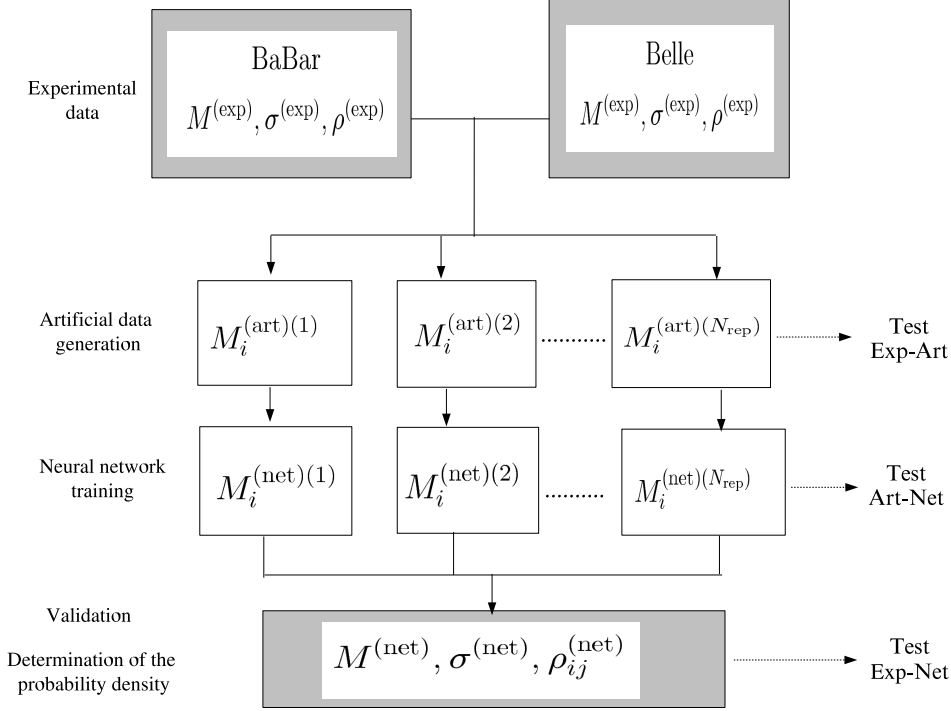 BaBar
M^(exp), σ^(exp), ρ^(exp)
Belle
M^(exp), σ^(exp), ρ^(exp)
Experimental
data
Artificial data
generation
M_i^(art)(1)
M_i^(art)(2)
...........
M_i^(art)(N_rep)
Test
Exp-Art
Neural network
training
M_i^(net)(1)
M_i^(net)(2)
...........
M_i^(net)(N_rep)
Test
Art-Net
Validation
Determination of the
probability density
M^(net), σ^(net), ρ_ij^(net)
Test
Exp-Net